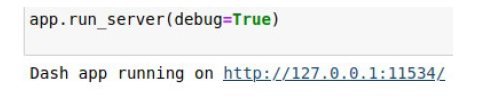 app.run_server(debug=True)
Dash app running on http://127.0.0.1:11534/